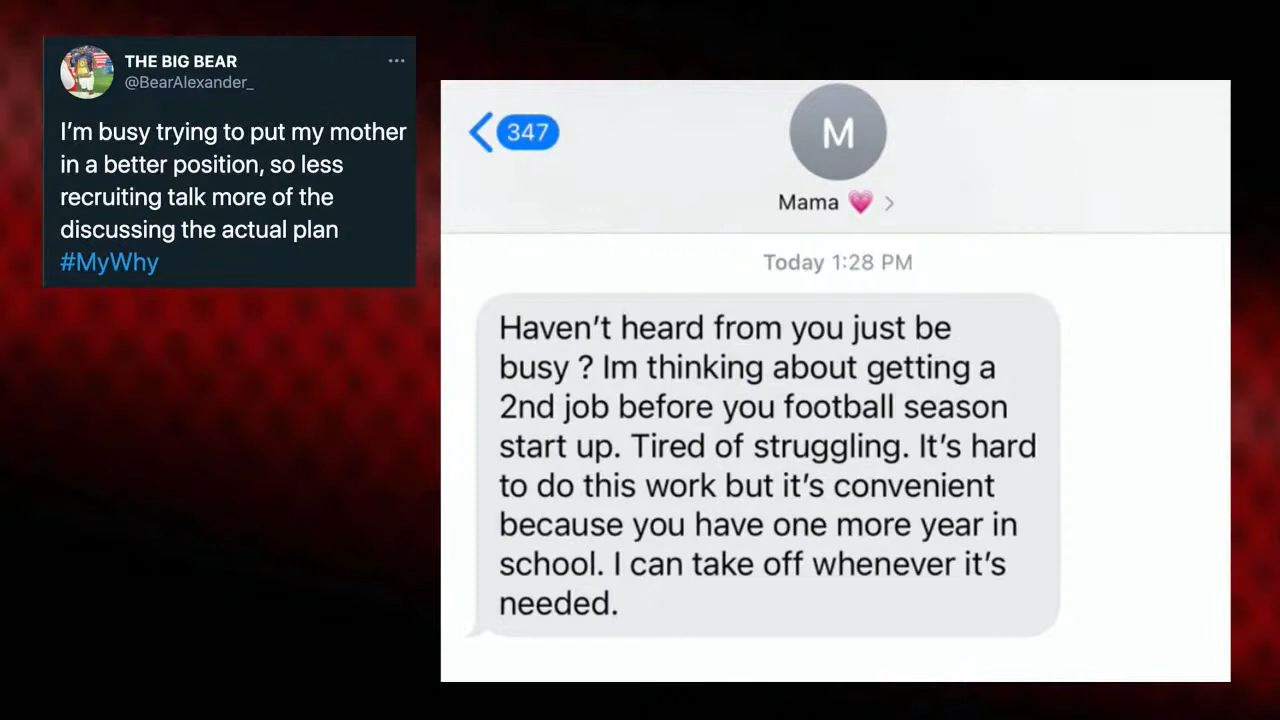 THE BIG BEAR
@BearAlexander_
I'm busy trying to put my mother
in a better position, so less
recruiting talk more of the
discussing the actual plan
#MyWhy
347
M
Mama 💗 >
Today 1:28 PM
Haven't heard from you just be
busy ? Im thinking about getting a
2nd job before you football season
start up. Tired of struggling. It's hard
to do this work but it's convenient
because you have one more year in
school. I can take off whenever it's
needed.